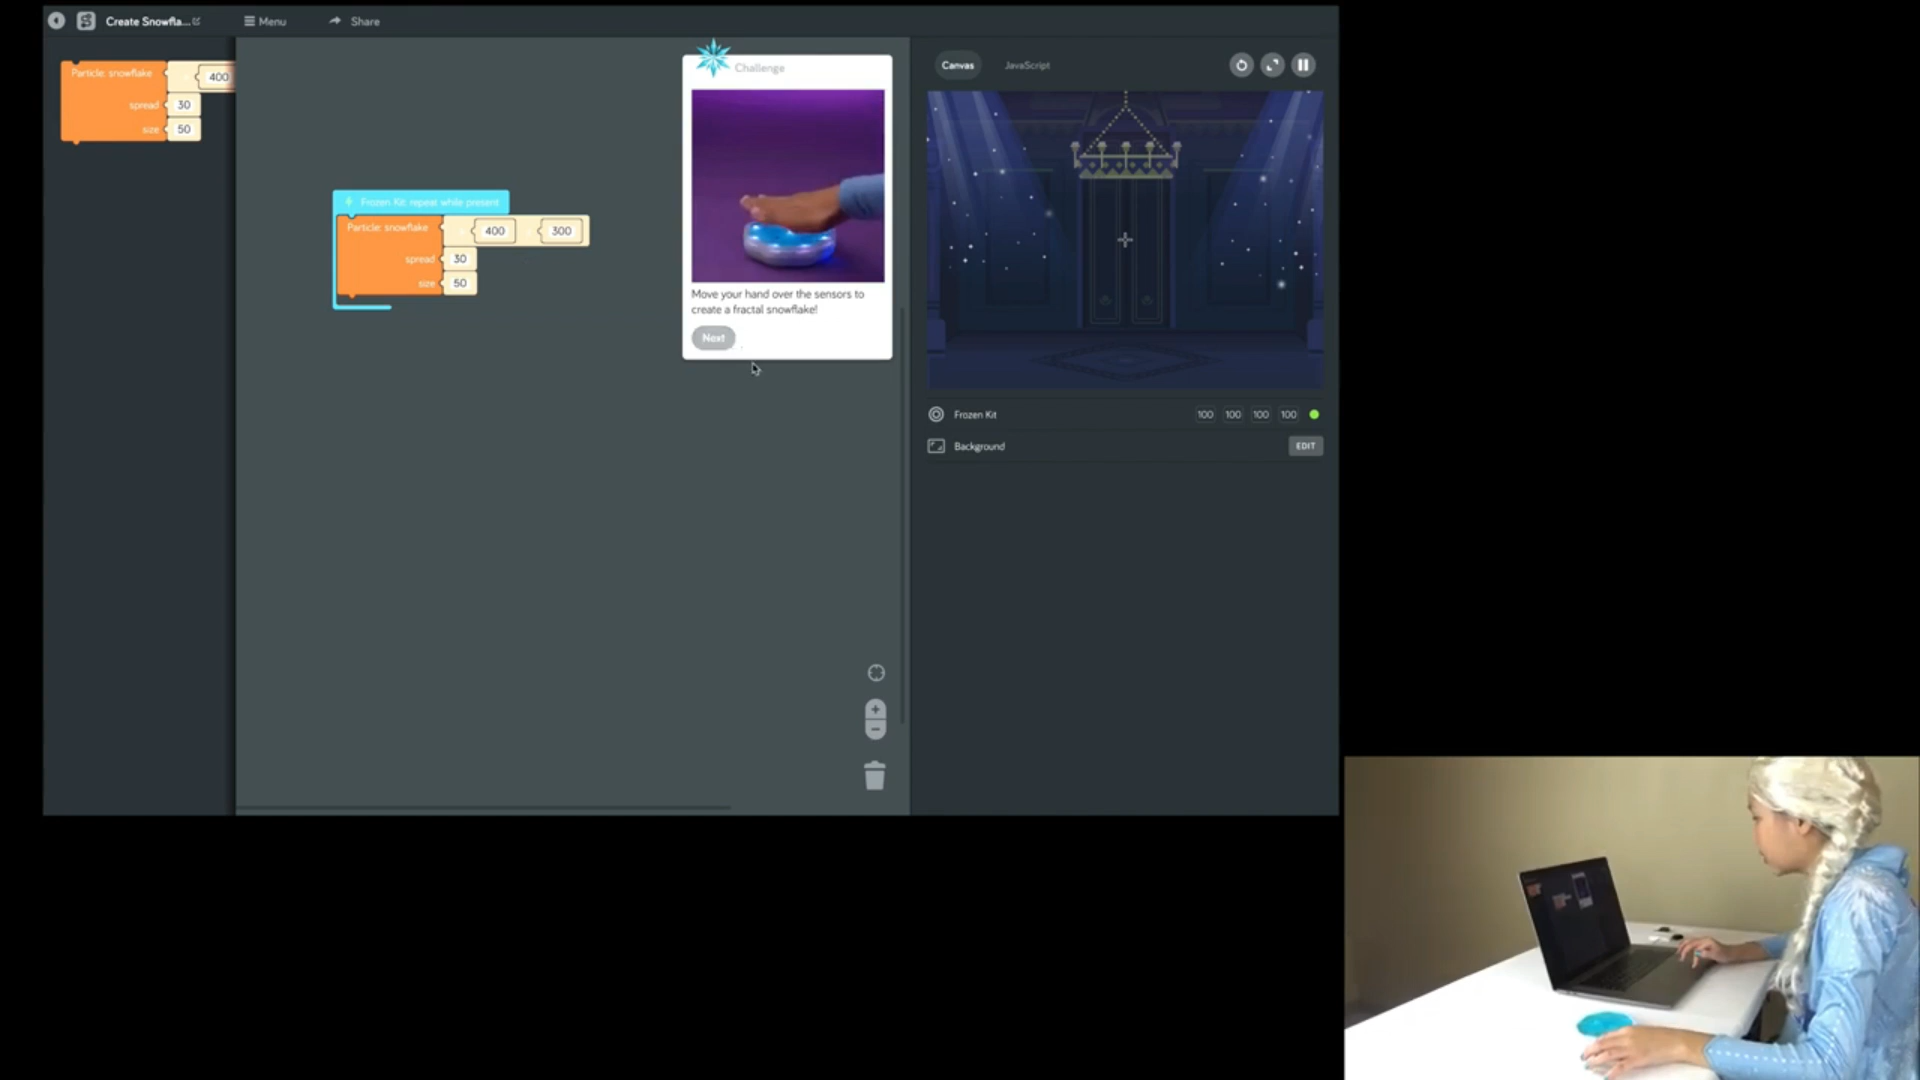 Create Snowfla...
Menu
Share
Particle: snowflake
400
spread
30
size
50
Frozen Kit: repeat while present
Particle: snowflake
400
300
spread
30
size
50
Challenge
Move your hand over the sensors to
create a fractal snowflake!
Next
Canvas
JavaScript
Frozen Kit
100
100
100
100
Background
EDIT